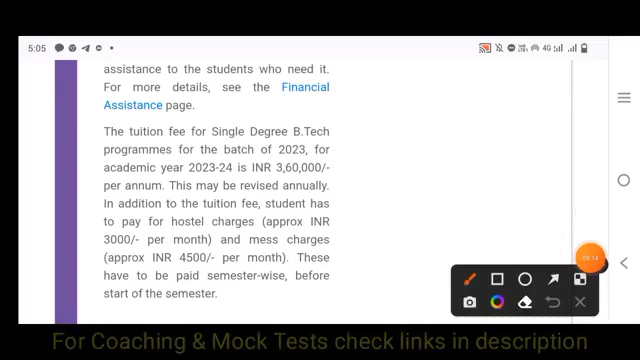 5:05
4G
assistance to the students who need it.
For more details, see the Financial
Assistance page.
The tuition fee for Single Degree B.Tech
programmes for the batch of 2023, for
academic year 2023-24 is INR 3,60,000/-
per annum. This may be revised annually.
In addition to the tuition fee, student has
to pay for hostel charges (approx INR
3000/- per month) and mess charges
(approx INR 4500/- per month). These
have to be paid semester-wise, before
start of the semester.
09:14
For Coaching & Mock Tests check links in description